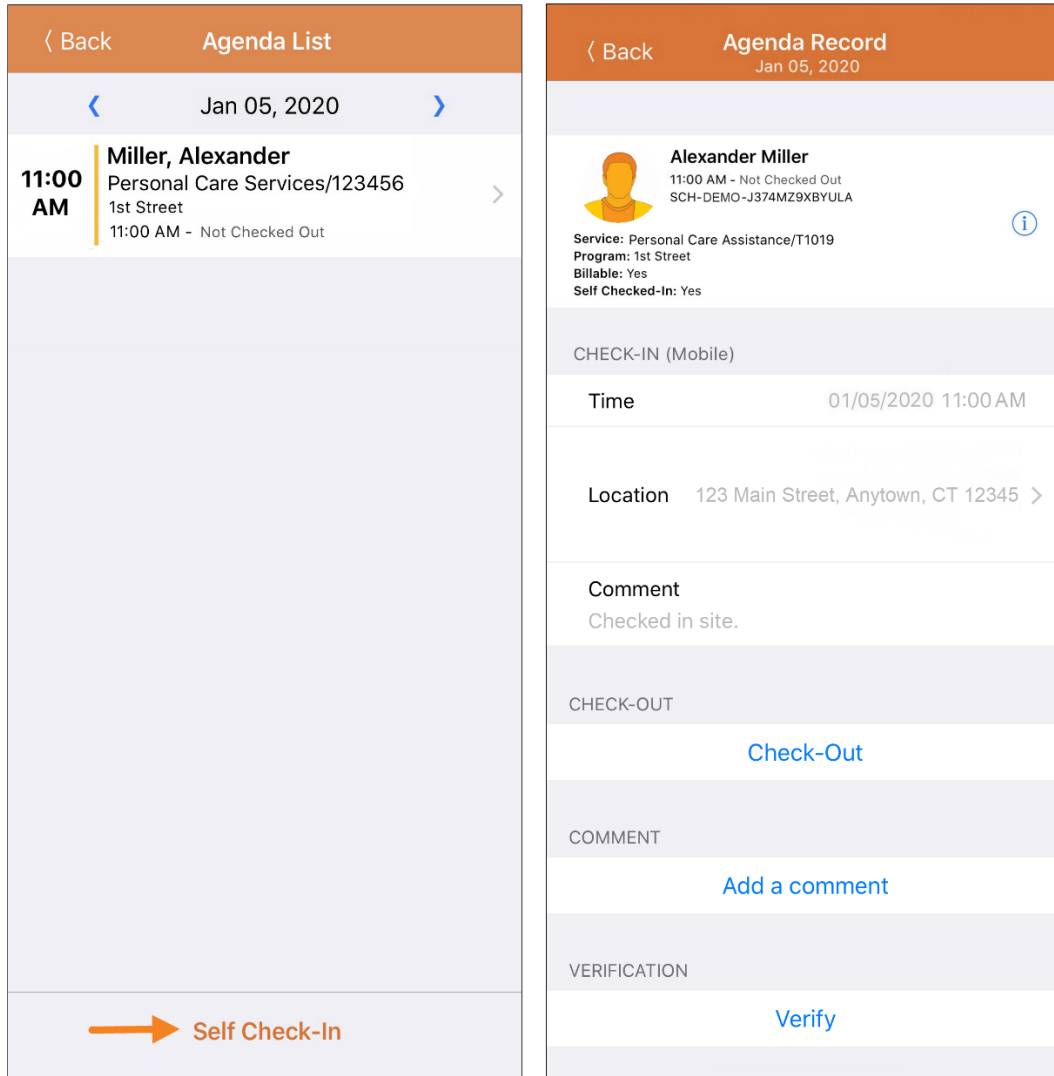 Back
Agenda List
Jan 05, 2020
11:00
AM
Miller, Alexander
Personal Care Services/123456
1st Street
11:00 AM - Not Checked Out
Self Check-In
Back
Agenda Record
Jan 05, 2020
Alexander Miller
11:00 AM - Not Checked Out
SCH-DEMO-J374MZ9XBYULA
Service: Personal Care Assistance/T1019
Program: 1st Street
Billable: Yes
Self Checked-In: Yes
CHECK-IN (Mobile)
Time 01/05/2020 11:00 AM
Location 123 Main Street, Anytown, CT 12345
Comment
Checked in site.
CHECK-OUT
Check-Out
COMMENT
Add a comment
VERIFICATION
Verify